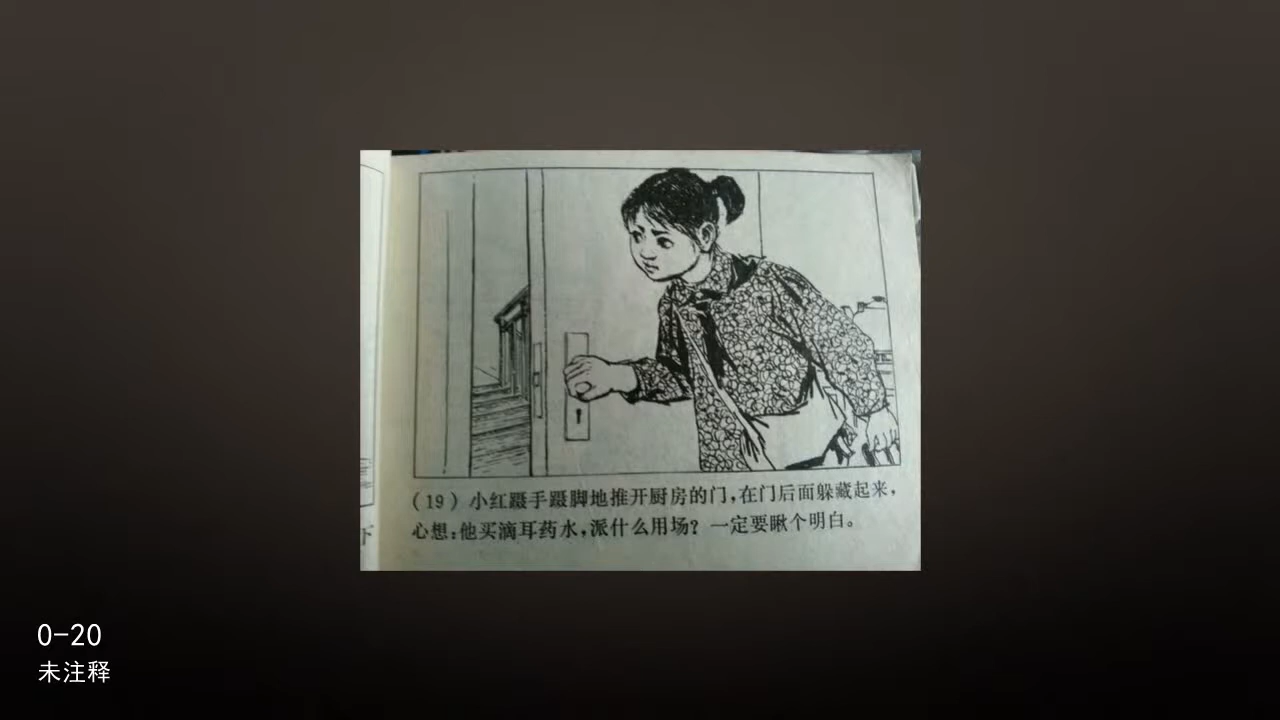 (19) 小红蹑手蹑脚地推开厨房的门,在门后面躲藏起来,
心想:他买滴耳药水,派什么用场? 一定要瞅个明白。
下
0-20
未注释